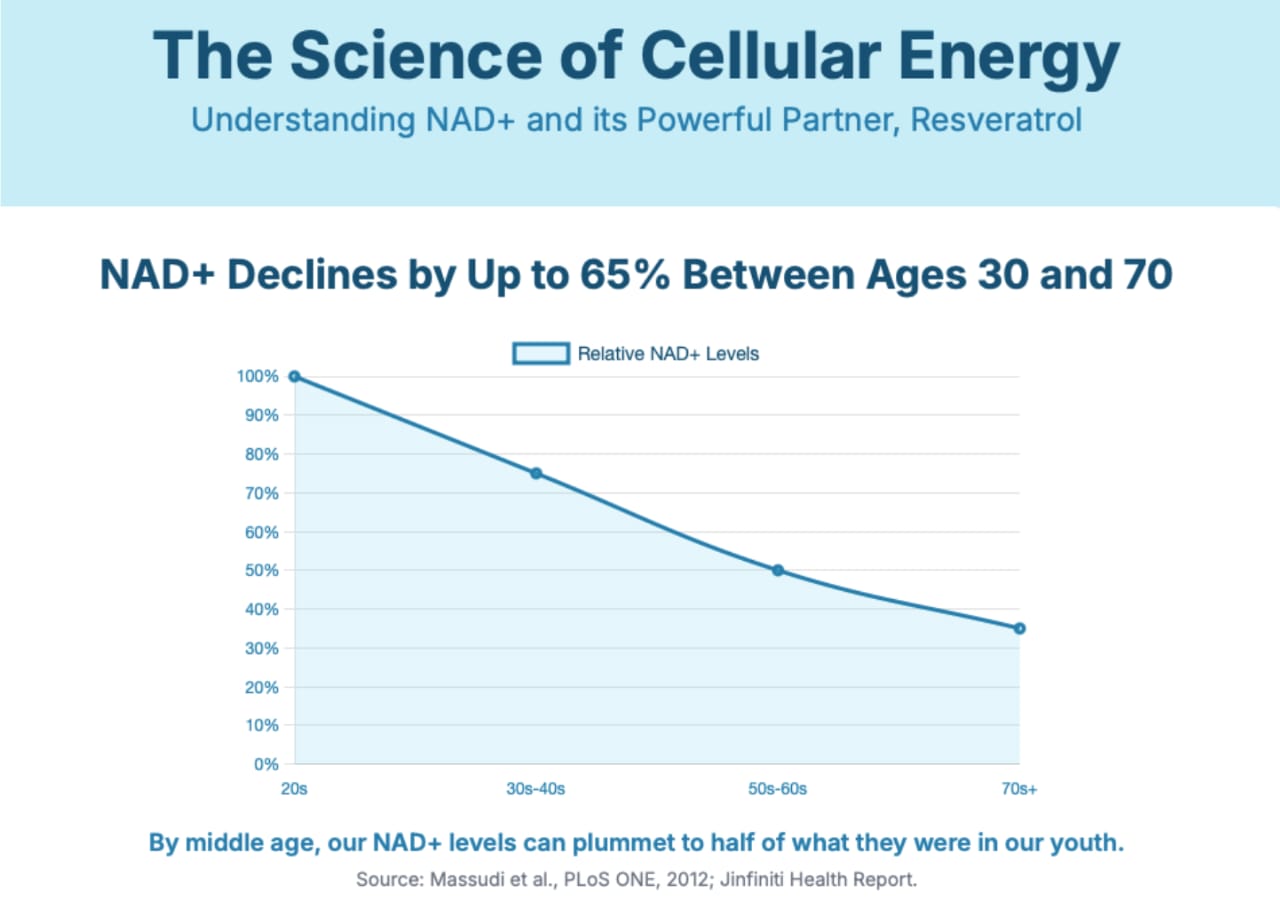 The Science of Cellular Energy
Understanding NAD+ and its Powerful Partner, Resveratrol
NAD+ Declines by Up to 65% Between Ages 30 and 70
Relative NAD+ Levels
100%
90%
80%
70%
60%
50%
40%
30%
20%
10%
0%
20s
30s-40s
50s-60s
70s+
By middle age, our NAD+ levels can plummet to half of what they were in our youth.
Source: Massudi et al., PLoS ONE, 2012; Jinfiniti Health Report.